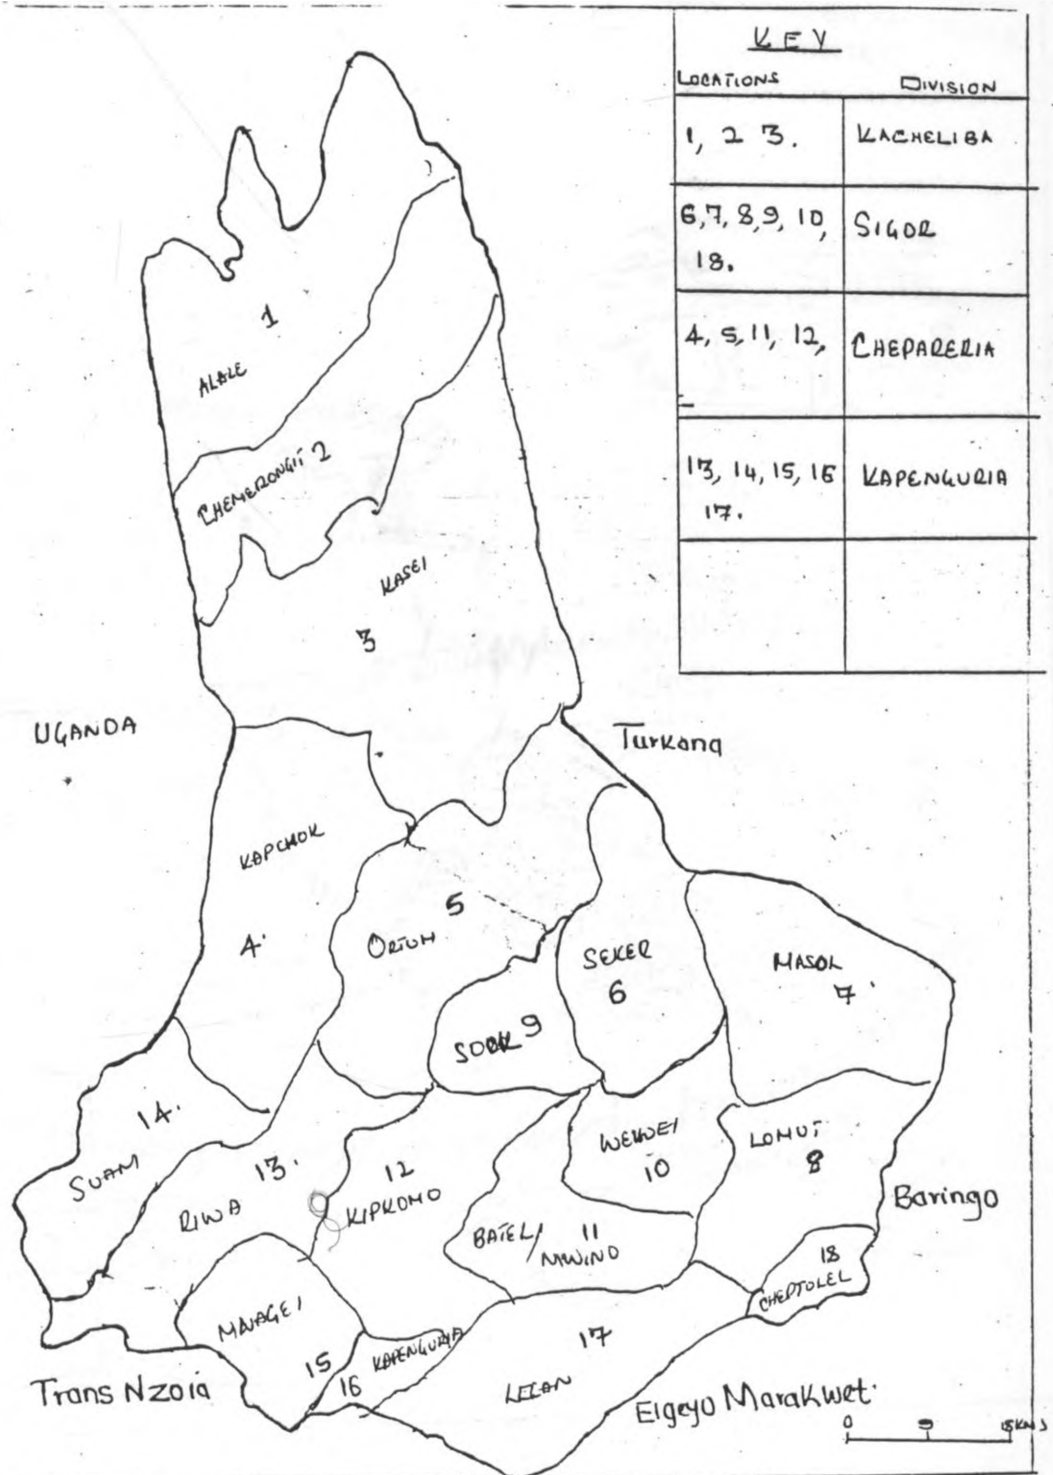 KEY
LOCATIONS DIVISION
1, 2 3. KACHELIBA
6,7,8,9,10, SIGOR
18.
4, 5,11, 12, CHEPARERIA
13, 14, 15, 16 KAPENGURIA
17.
1
ALALE
CHEMERONGIT 2
KASEI
3
UGANDA
Turkana
KAPCHOK
4.
5
ORTUM
SEKER
6
MASOL
7
SOOK 9
14.
SUAM
13.
RIWA
12
KIPKOMO
WEIWEI
10
LOMUT
8
Baringo
BATEL/
MWINO
11
18
CHEPTOLEL
MNAGEI
15
KAPENGURIA
16
17
LELAN
Trans Nzoia
Elgeyo Marakwet.
0 9 18KMS